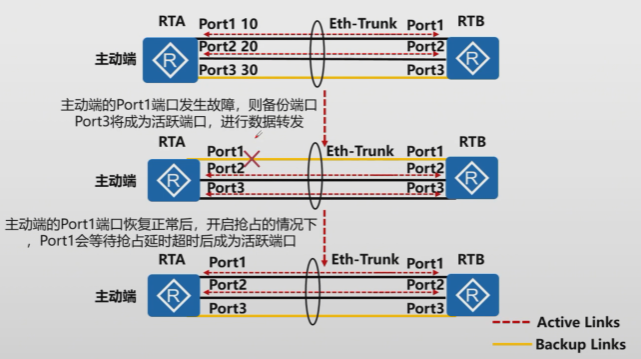 RTA Eth-Trunk RTB
Port1 10 Port1
Port2 20 Port2
主动端
Port3 30 Port3
主动端的Port1端口发生故障，则备份端口
Port3将成为活跃端口，进行数据转发
RTA RTB
Port1 Eth-Trunk Port1
Port2 Port2
主动端
Port3 Port3
主动端的Port1端口恢复正常后，开启抢占的情况下
，Port1会等待抢占延时超时后成为活跃端口
RTA Eth-Trunk RTB
Port1 Port1
Port2 Port2
主动端
Port3 Port3
Active Links
Backup Links
R
R
R
R
R
R